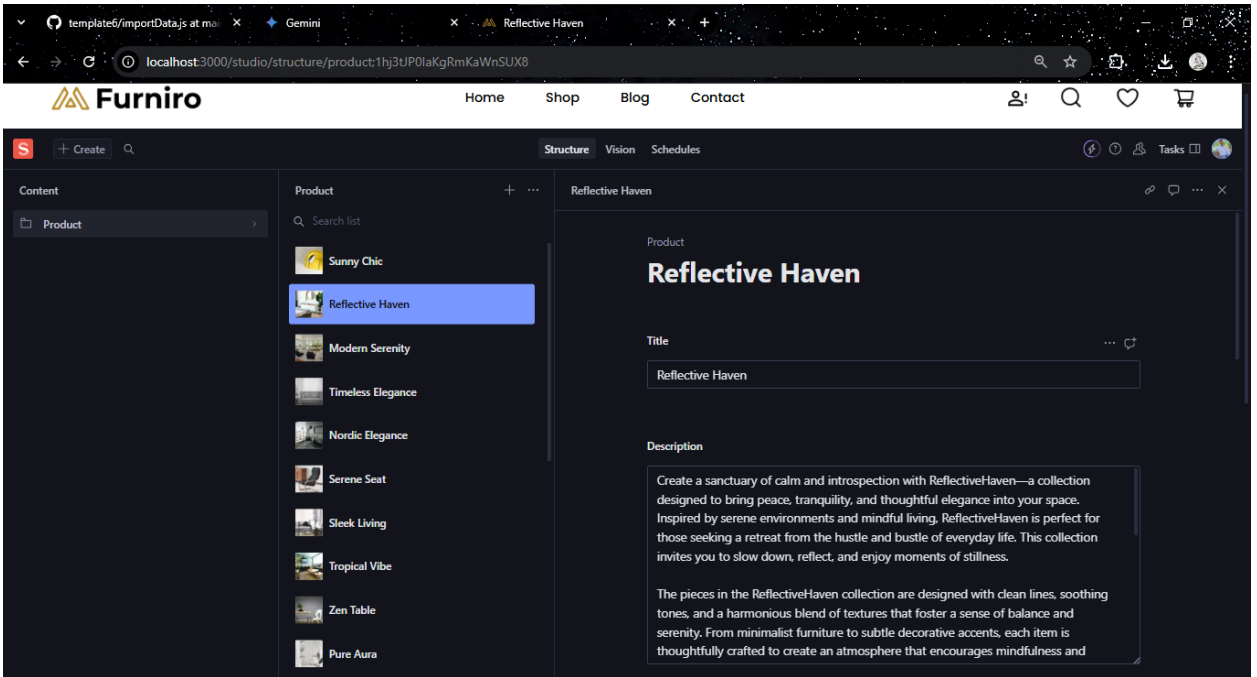 template6/importData.js at mai
Gemini
Reflective Haven
localhost:3000/studio/structure/product;1hj3tJP0IaKgRmKaWnSUX8
Furniro
Home Shop Blog Contact
S
Create
Structure Vision Schedules
Tasks
Content
Product
Reflective Haven
Product
Search list
Sunny Chic
Reflective Haven
Modern Serenity
Timeless Elegance
Nordic Elegance
Serene Seat
Sleek Living
Tropical Vibe
Zen Table
Pure Aura
Product
Reflective Haven
Title
Reflective Haven
Description
Create a sanctuary of calm and introspection with ReflectiveHaven—a collection
designed to bring peace, tranquility, and thoughtful elegance into your space.
Inspired by serene environments and mindful living, ReflectiveHaven is perfect for
those seeking a retreat from the hustle and bustle of everyday life. This collection
invites you to slow down, reflect, and enjoy moments of stillness.
The pieces in the ReflectiveHaven collection are designed with clean lines, soothing
tones, and a harmonious blend of textures that foster a sense of balance and
serenity. From minimalist furniture to subtle decorative accents, each item is
thoughtfully crafted to create an atmosphere that encourages mindfulness and